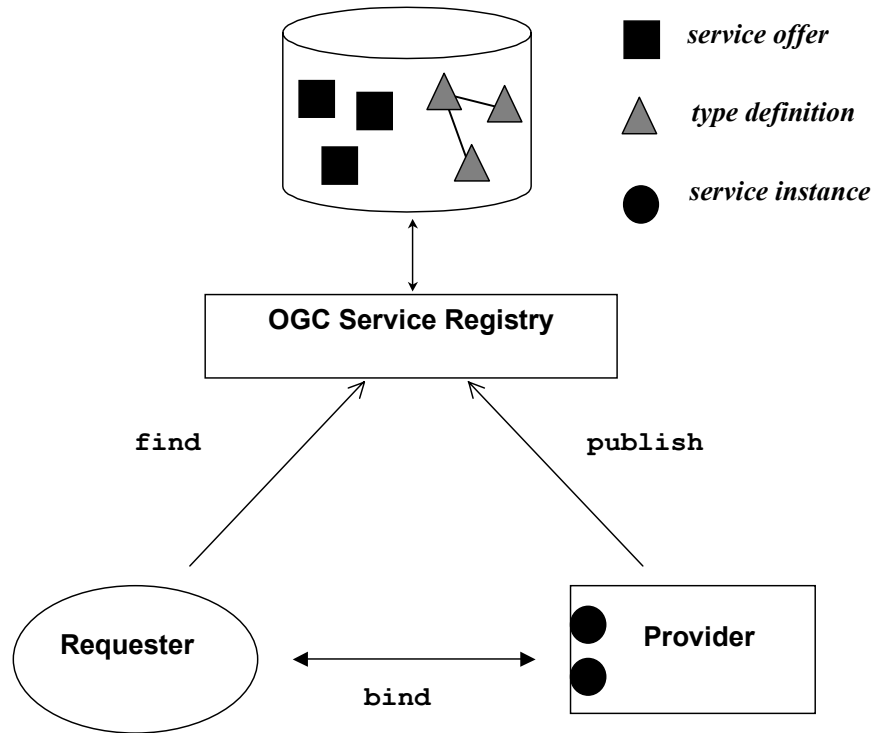 service offer
type definition
service instance
OGC Service Registry
find
publish
Requester
Provider
bind